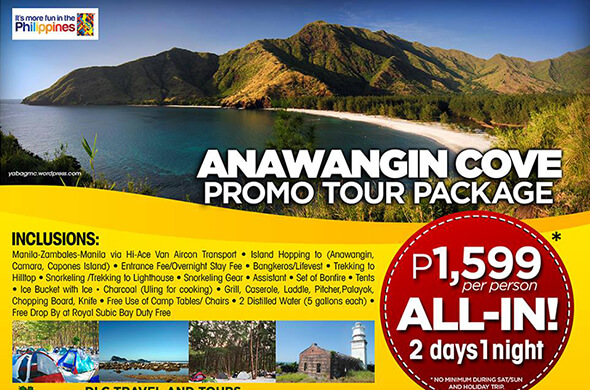 It's more fun in the
Philippines
yabagmc.wordpress.com
ANAWANGIN COVE
PROMO TOUR PACKAGE
INCLUSIONS:
Manila-Zambales-Manila via Hi-Ace Van Aircon Transport • Island Hopping to (Anawangin,
Camara, Capones Island) • Entrance Fee/Overnight Stay Fee • Bangkeros/Lifevest • Trekking to
Hilltop • Snorkeling /Trekking to Lighthouse • Snorkeling Gear • Assistant • Set of Bonfire • Tents
• Ice Bucket with Ice • Charcoal (Uling for cooking) • Grill, Caserole, Laddle, Pitcher,Palayok,
Chopping Board, Knife • Free Use of Camp Tables/ Chairs • 2 Distilled Water (5 gallons each) •
Free Drop By at Royal Subic Bay Duty Free
*
P1,599
per person
ALL-IN!
2 days1night
* NO MINIMUM DURING SAT/SUN
AND HOLIDAY TRIP.
TRAVEL AND TOURS